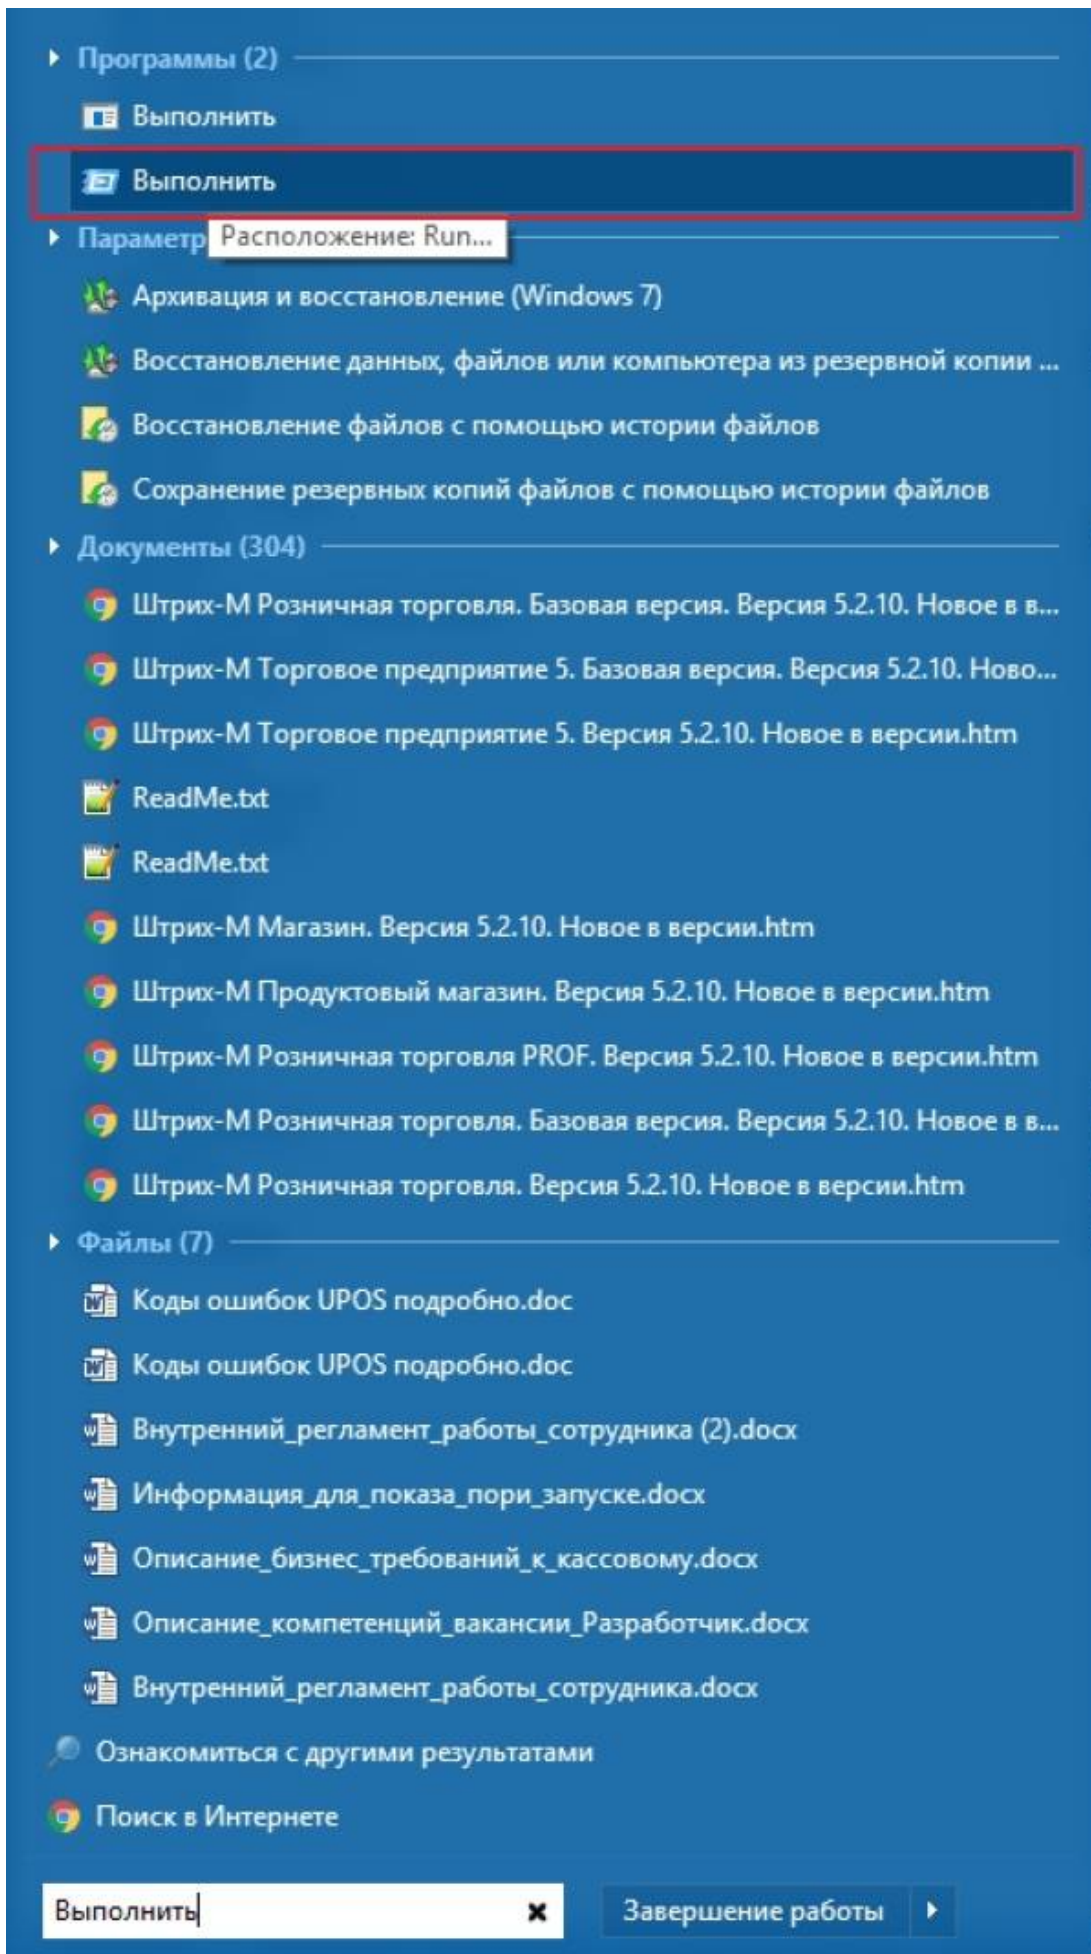 Программы (2)
Выполнить
Выполнить
Параметр
Расположение: Run...
Архивация и восстановление (Windows 7)
Восстановление данных, файлов или компьютера из резервной копии ...
Восстановление файлов с помощью истории файлов
Сохранение резервных копий файлов с помощью истории файлов
Документы (304)
Штрих-М Розничная торговля. Базовая версия. Версия 5.2.10. Новое в в...
Штрих-М Торговое предприятие 5. Базовая версия. Версия 5.2.10. Ново...
Штрих-М Торговое предприятие 5. Версия 5.2.10. Новое в версии.htm
ReadMe.txt
ReadMe.txt
Штрих-М Магазин. Версия 5.2.10. Новое в версии.htm
Штрих-М Продуктовый магазин. Версия 5.2.10. Новое в версии.htm
Штрих-М Розничная торговля PROF. Версия 5.2.10. Новое в версии.htm
Штрих-М Розничная торговля. Базовая версия. Версия 5.2.10. Новое в в...
Штрих-М Розничная торговля. Версия 5.2.10. Новое в версии.htm
Файлы (7)
Коды ошибок UPOS подробно.doc
Коды ошибок UPOS подробно.doc
Внутренний_регламент_работы_сотрудника (2).docx
Информация_для_показа_пори_запуске.docx
Описание_бизнес_требований_к_кассовому.docx
Описание_компетенций_вакансии_Разработчик.docx
Внутренний_регламент_работы_сотрудника.docx
Ознакомиться с другими результатами
Поиск в Интернете
Выполнить
Завершение работы